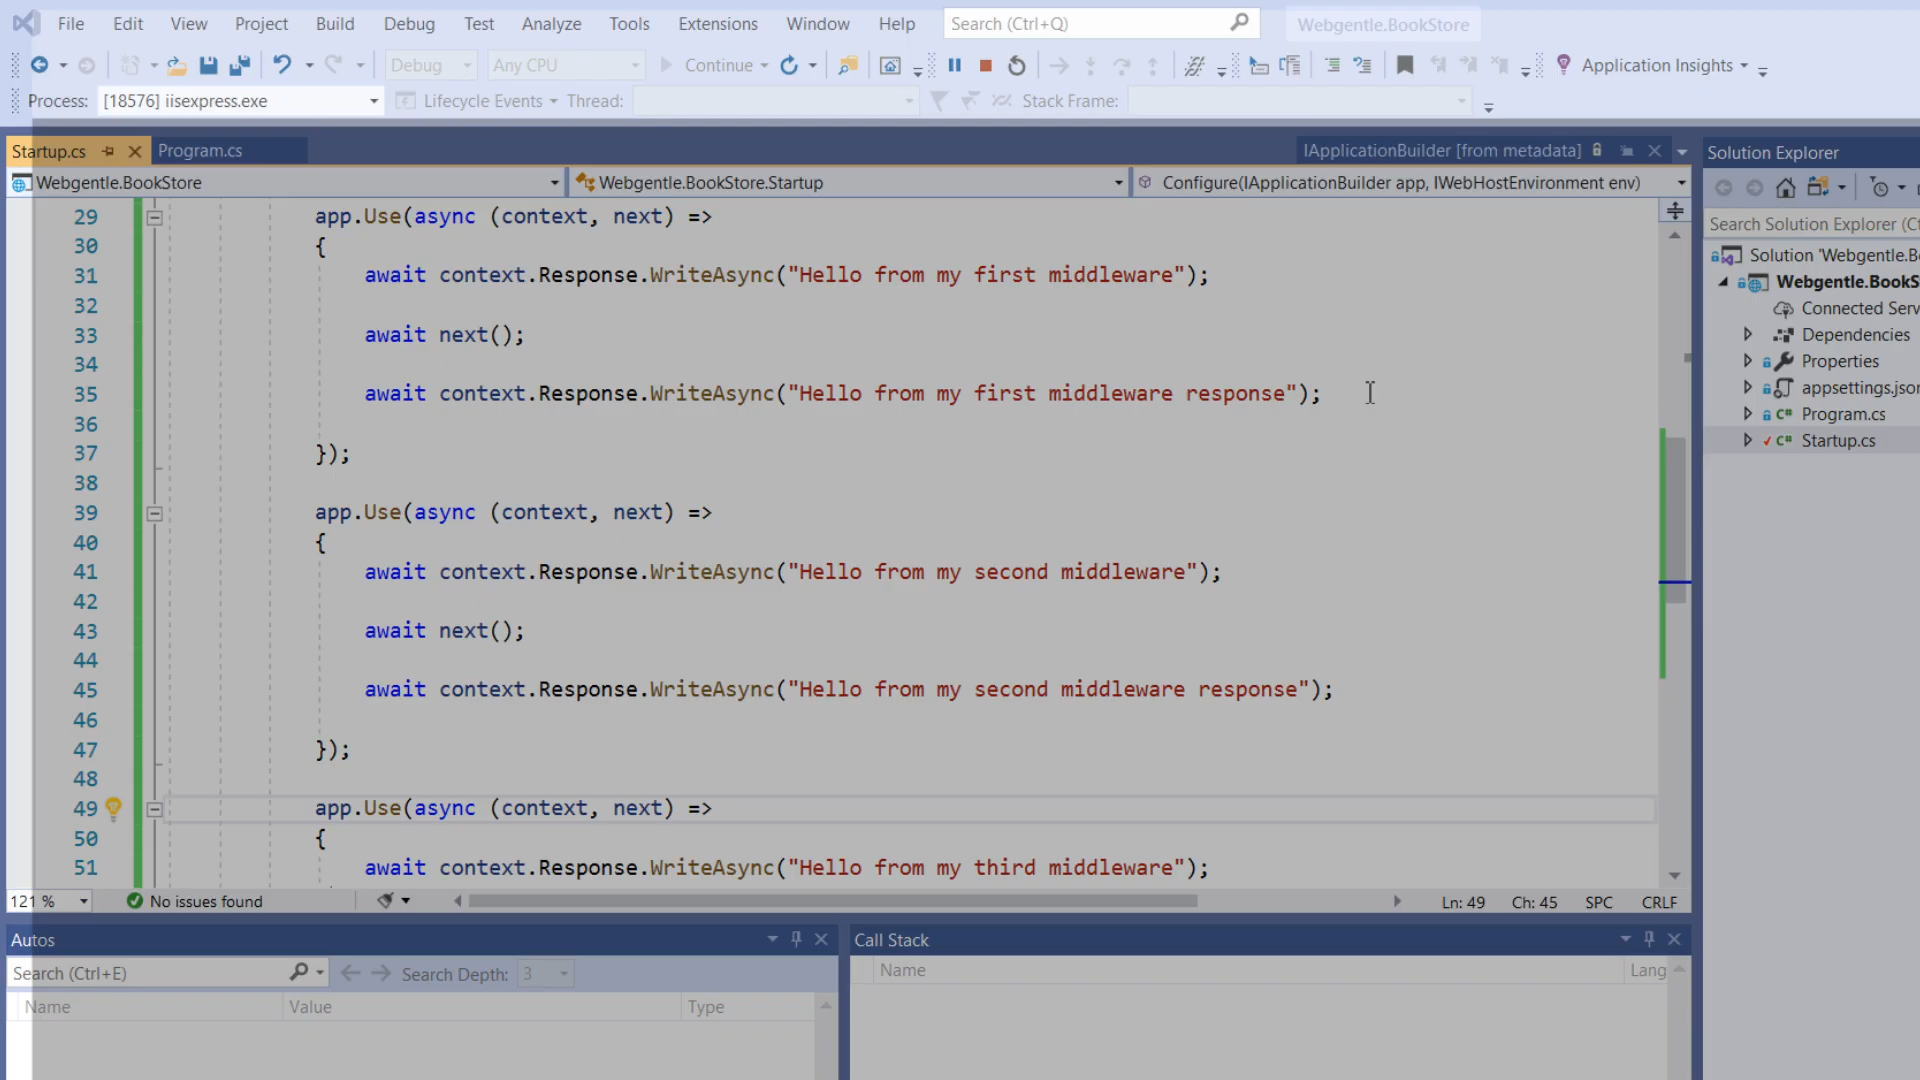 File Edit View Project Build Debug Test Analyze Tools Extensions Window Help Search (Ctrl+Q) Webgentle.BookStore
Debug Any CPU Continue Application Insights
Process: [18576] iisexpress.exe Lifecycle Events Thread: Stack Frame:
Startup.cs Program.cs IApplicationBuilder [from metadata] Solution Explorer
Webgentle.BookStore Webgentle.BookStore.Startup Configure(IApplicationBuilder app, IWebHostEnvironment env)
29 app.Use(async (context, next) =>
30 {
31 await context.Response.WriteAsync("Hello from my first middleware");
32
33 await next();
34
35 await context.Response.WriteAsync("Hello from my first middleware response");
36
37 });
38
39 app.Use(async (context, next) =>
40 {
41 await context.Response.WriteAsync("Hello from my second middleware");
42
43 await next();
44
45 await context.Response.WriteAsync("Hello from my second middleware response");
46
47 });
48
49 app.Use(async (context, next) =>
50 {
51 await context.Response.WriteAsync("Hello from my third middleware");
Search Solution Explorer (Ct
Solution 'Webgentle.B
Webgentle.BookS
Connected Serv
Dependencies
Properties
appsettings.json
C# Program.cs
C# Startup.cs
121 % No issues found Ln: 49 Ch: 45 SPC CRLF
Autos
Search (Ctrl+E) Search Depth: 3
Name Value Type
Call Stack
Name Lang